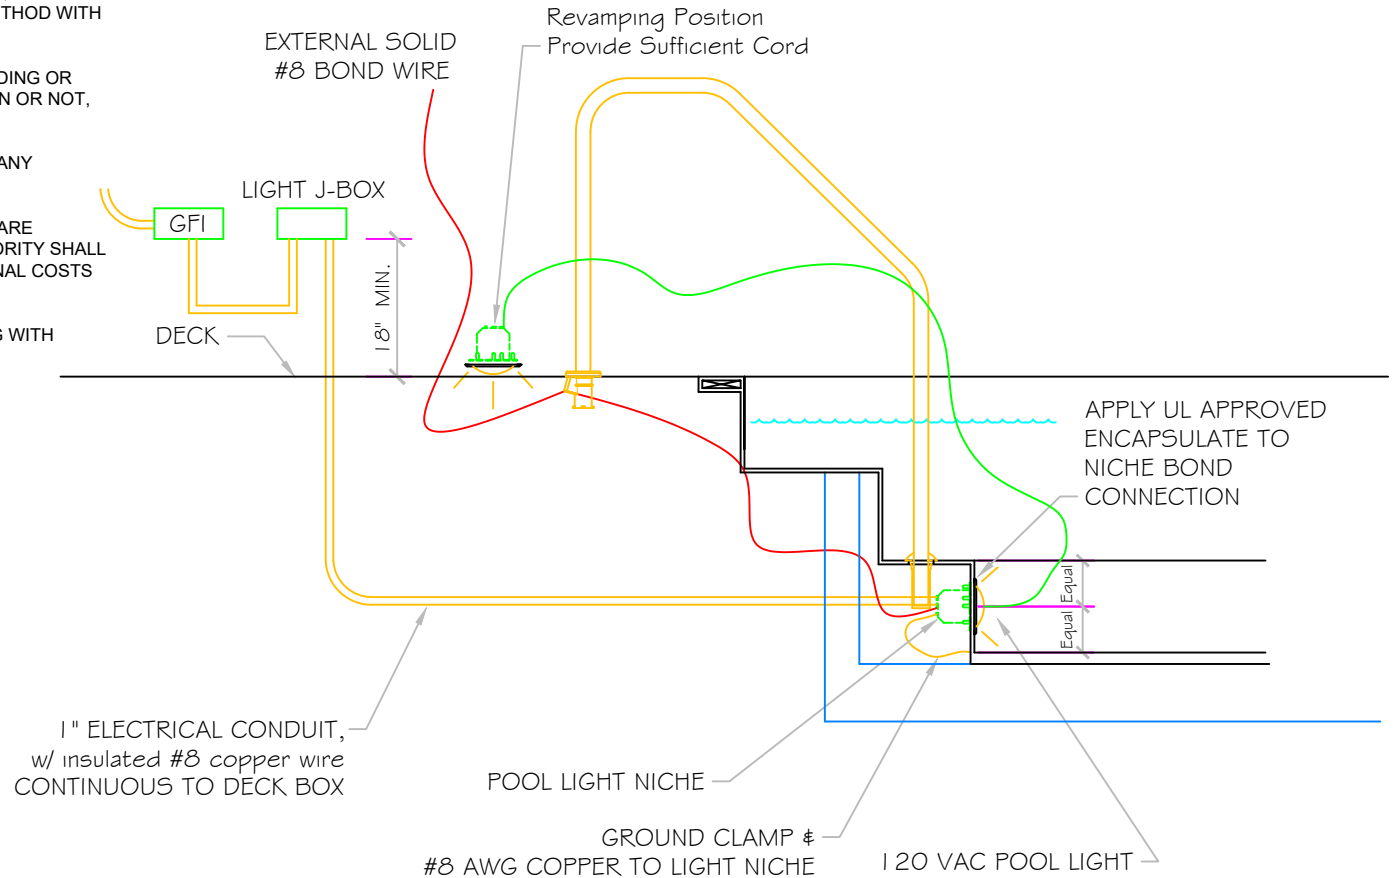 THOD WITH
DING OR
N OR NOT,
ANY
ARE
ORITY SHALL
NAL COSTS
G WITH
EXTERNAL SOLID
#8 BOND WIRE
Revamping Position
Provide Sufficient Cord
LIGHT J-BOX
GFI
18" MIN.
DECK
APPLY UL APPROVED
ENCAPSULATE TO
NICHE BOND
CONNECTION
Equal
Equal
1" ELECTRICAL CONDUIT,
w/ insulated #8 copper wire
CONTINUOUS TO DECK BOX
POOL LIGHT NICHE
GROUND CLAMP &
#8 AWG COPPER TO LIGHT NICHE
120 VAC POOL LIGHT